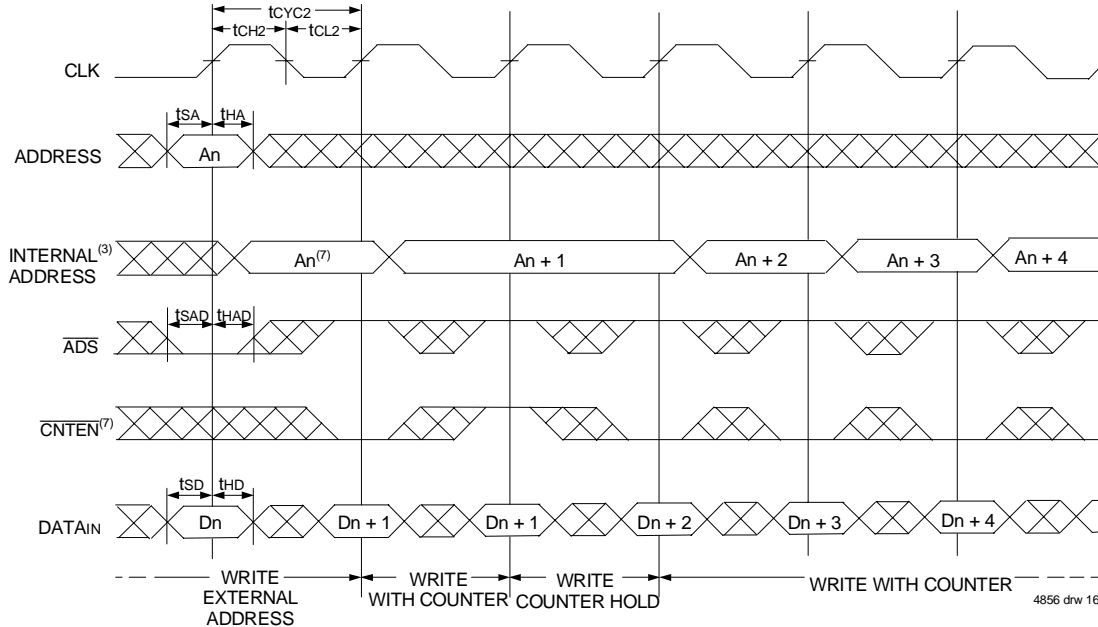 tCYC2
tCH2 tCL2
CLK
tSA tHA
ADDRESS An
INTERNAL(3) ADDRESS An(7) An + 1 An + 2 An + 3 An + 4
tSAD tHAD
ADS
CNTEN(7)
tSD tHD
DATAIN Dn Dn + 1 Dn + 1 Dn + 2 Dn + 3 Dn + 4
WRITE EXTERNAL ADDRESS
WRITE WITH COUNTER
WRITE COUNTER HOLD
WRITE WITH COUNTER
4856 drw 16